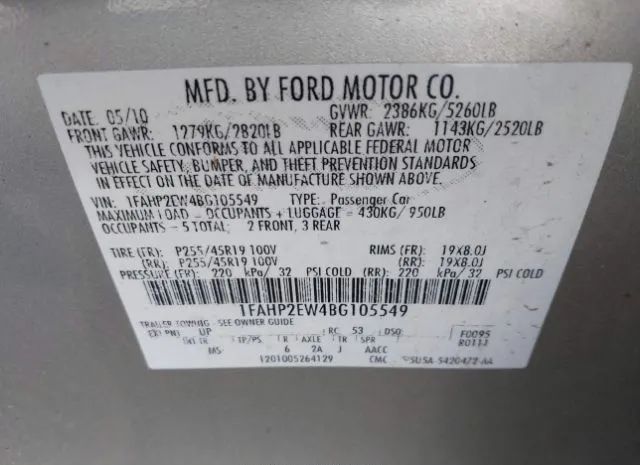 MFD. BY FORD MOTOR CO.
DATE 05/10 GVWR: 2386KG/5260LB
FRONT GAWR: 1279KG/2820LB REAR GAWR: 1143KG/2520LB
THIS VEHICLE CONFORMS TO ALL APPLICABLE FEDERAL MOTOR
VEHICLE SAFETY, BUMPER, AND THEFT PREVENTION STANDARDS
IN EFFECT ON THE DATE OF MANUFACTURE SHOWN ABOVE.
VIN: 1FAHP2EW4BG105549 TYPE: Passenger Car
MAXIMUM LOAD = OCCUPANTS + LUGGAGE = 430KG/ 950LB
OCCUPANTS = 5 TOTAL; 2 FRONT, 3 REAR
TIRE (FR): P255/45R19 100V RIMS (FR): 19X8.0J
(RR): P255/45R19 100V (RR): 19X8.0J
PRESSURE (FR): 220 kPa/ 32 PSI COLD (RR): 220 kPa/ 32 PSI COLD
1FAHP2EW4BG105549
TRAILER TOWING - SEE OWNER GUIDE
EXT PNT: UP RC: 53 DSO: F0095
INT TR TP/PS R AXLE TR SPR R0111
MS 6 2A J AACC
1201005264129 CMC 5U5A-5420472-AA